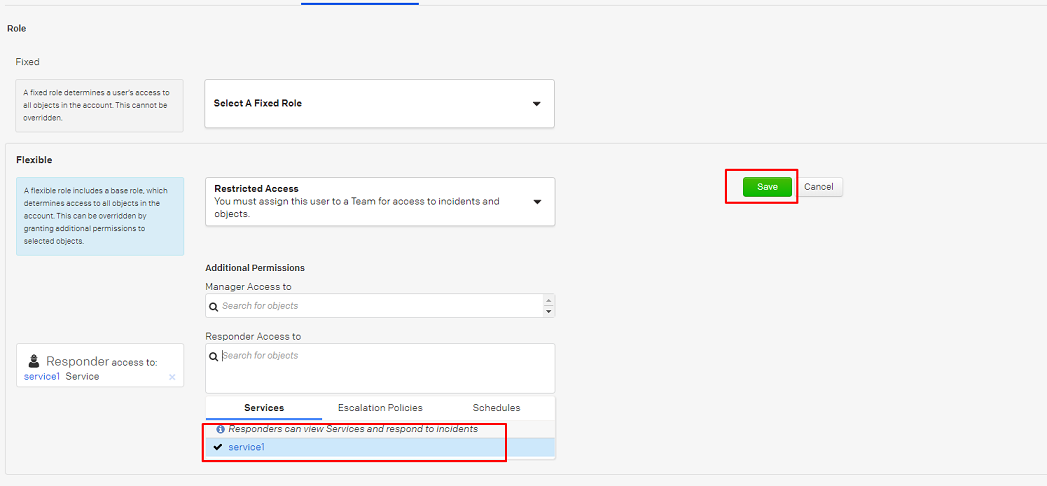 Role
Fixed
A fixed role determines a user's access to
all objects in the account. This cannot be
overridden.
Select A Fixed Role
Flexible
A flexible role includes a base role, which
determines access to all objects in the
account. This can be overridden by
granting additional permissions to
selected objects.
Restricted Access
You must assign this user to a Team for access to incidents and
objects.
Save
Cancel
Additional Permissions
Manager Access to
Search for objects
Responder Access to
Search for objects
Responder access to:
service1 Service
Services
Escalation Policies
Schedules
Responders can view Services and respond to incidents
service1